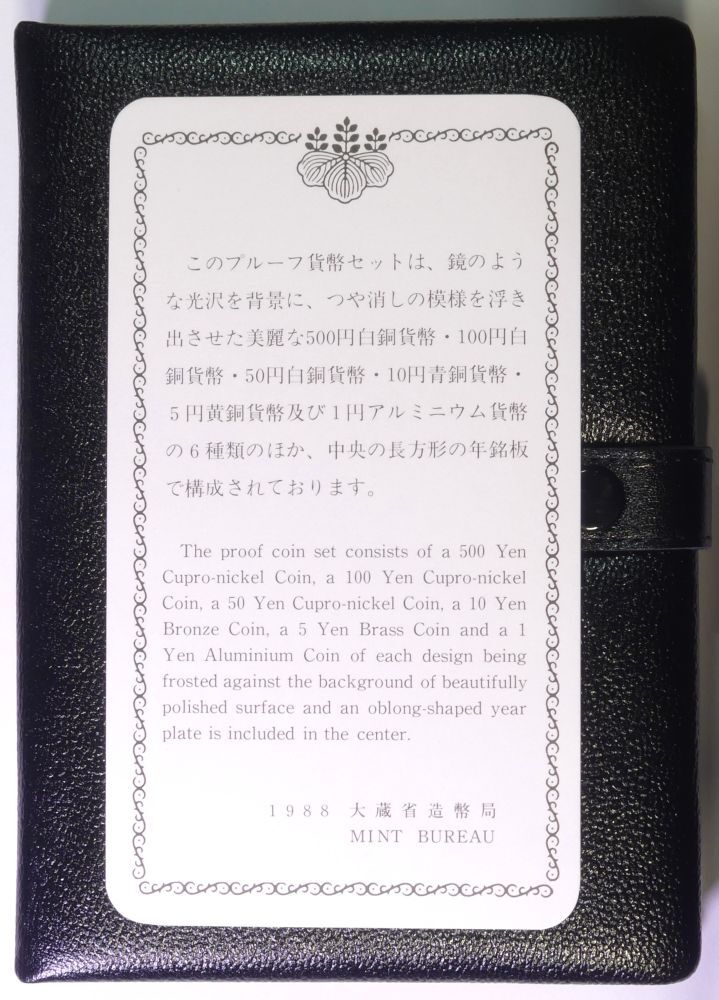 このプルーフ貨幣セットは、鏡のよう
な光沢を背景に、つや消しの模様を浮き
出させた美麗な500円白銅貨幣・100円白
銅貨幣・50円白銅貨幣・10円青銅貨幣・
5円黄銅貨幣及び1円アルミニウム貨幣
の6種類のほか、中央の長方形の年銘板
で構成されております。
The proof coin set consists of a 500 Yen
Cupro-nickel Coin, a 100 Yen Cupro-nickel
Coin, a 50 Yen Cupro-nickel Coin, a 10 Yen
Bronze Coin, a 5 Yen Brass Coin and a 1
Yen Aluminium Coin of each design being
frosted against the background of beautifully
polished surface and an oblong-shaped year
plate is included in the center.
1988 大蔵省造幣局
MINT BUREAU